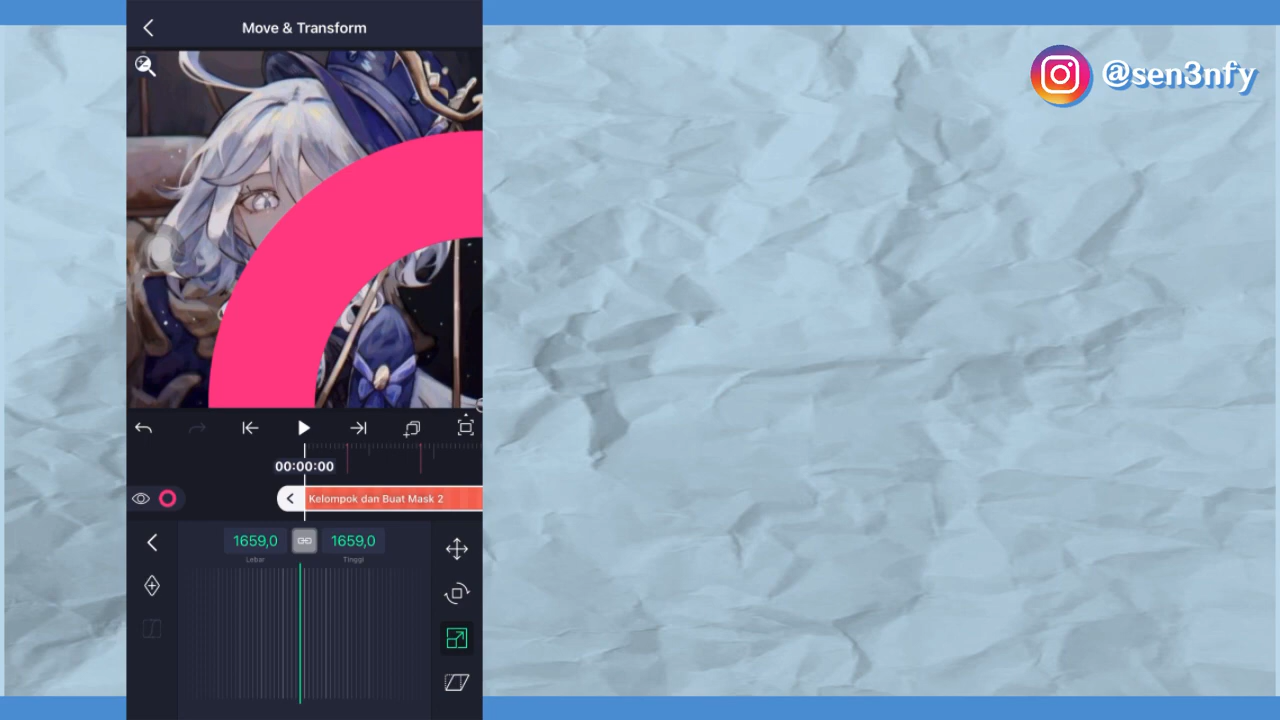 Move & Transform
@sen3nfy
00:00:00
Kelompok dan Buat Mask 2
1659,0
1659,0
Lebar
Tinggi